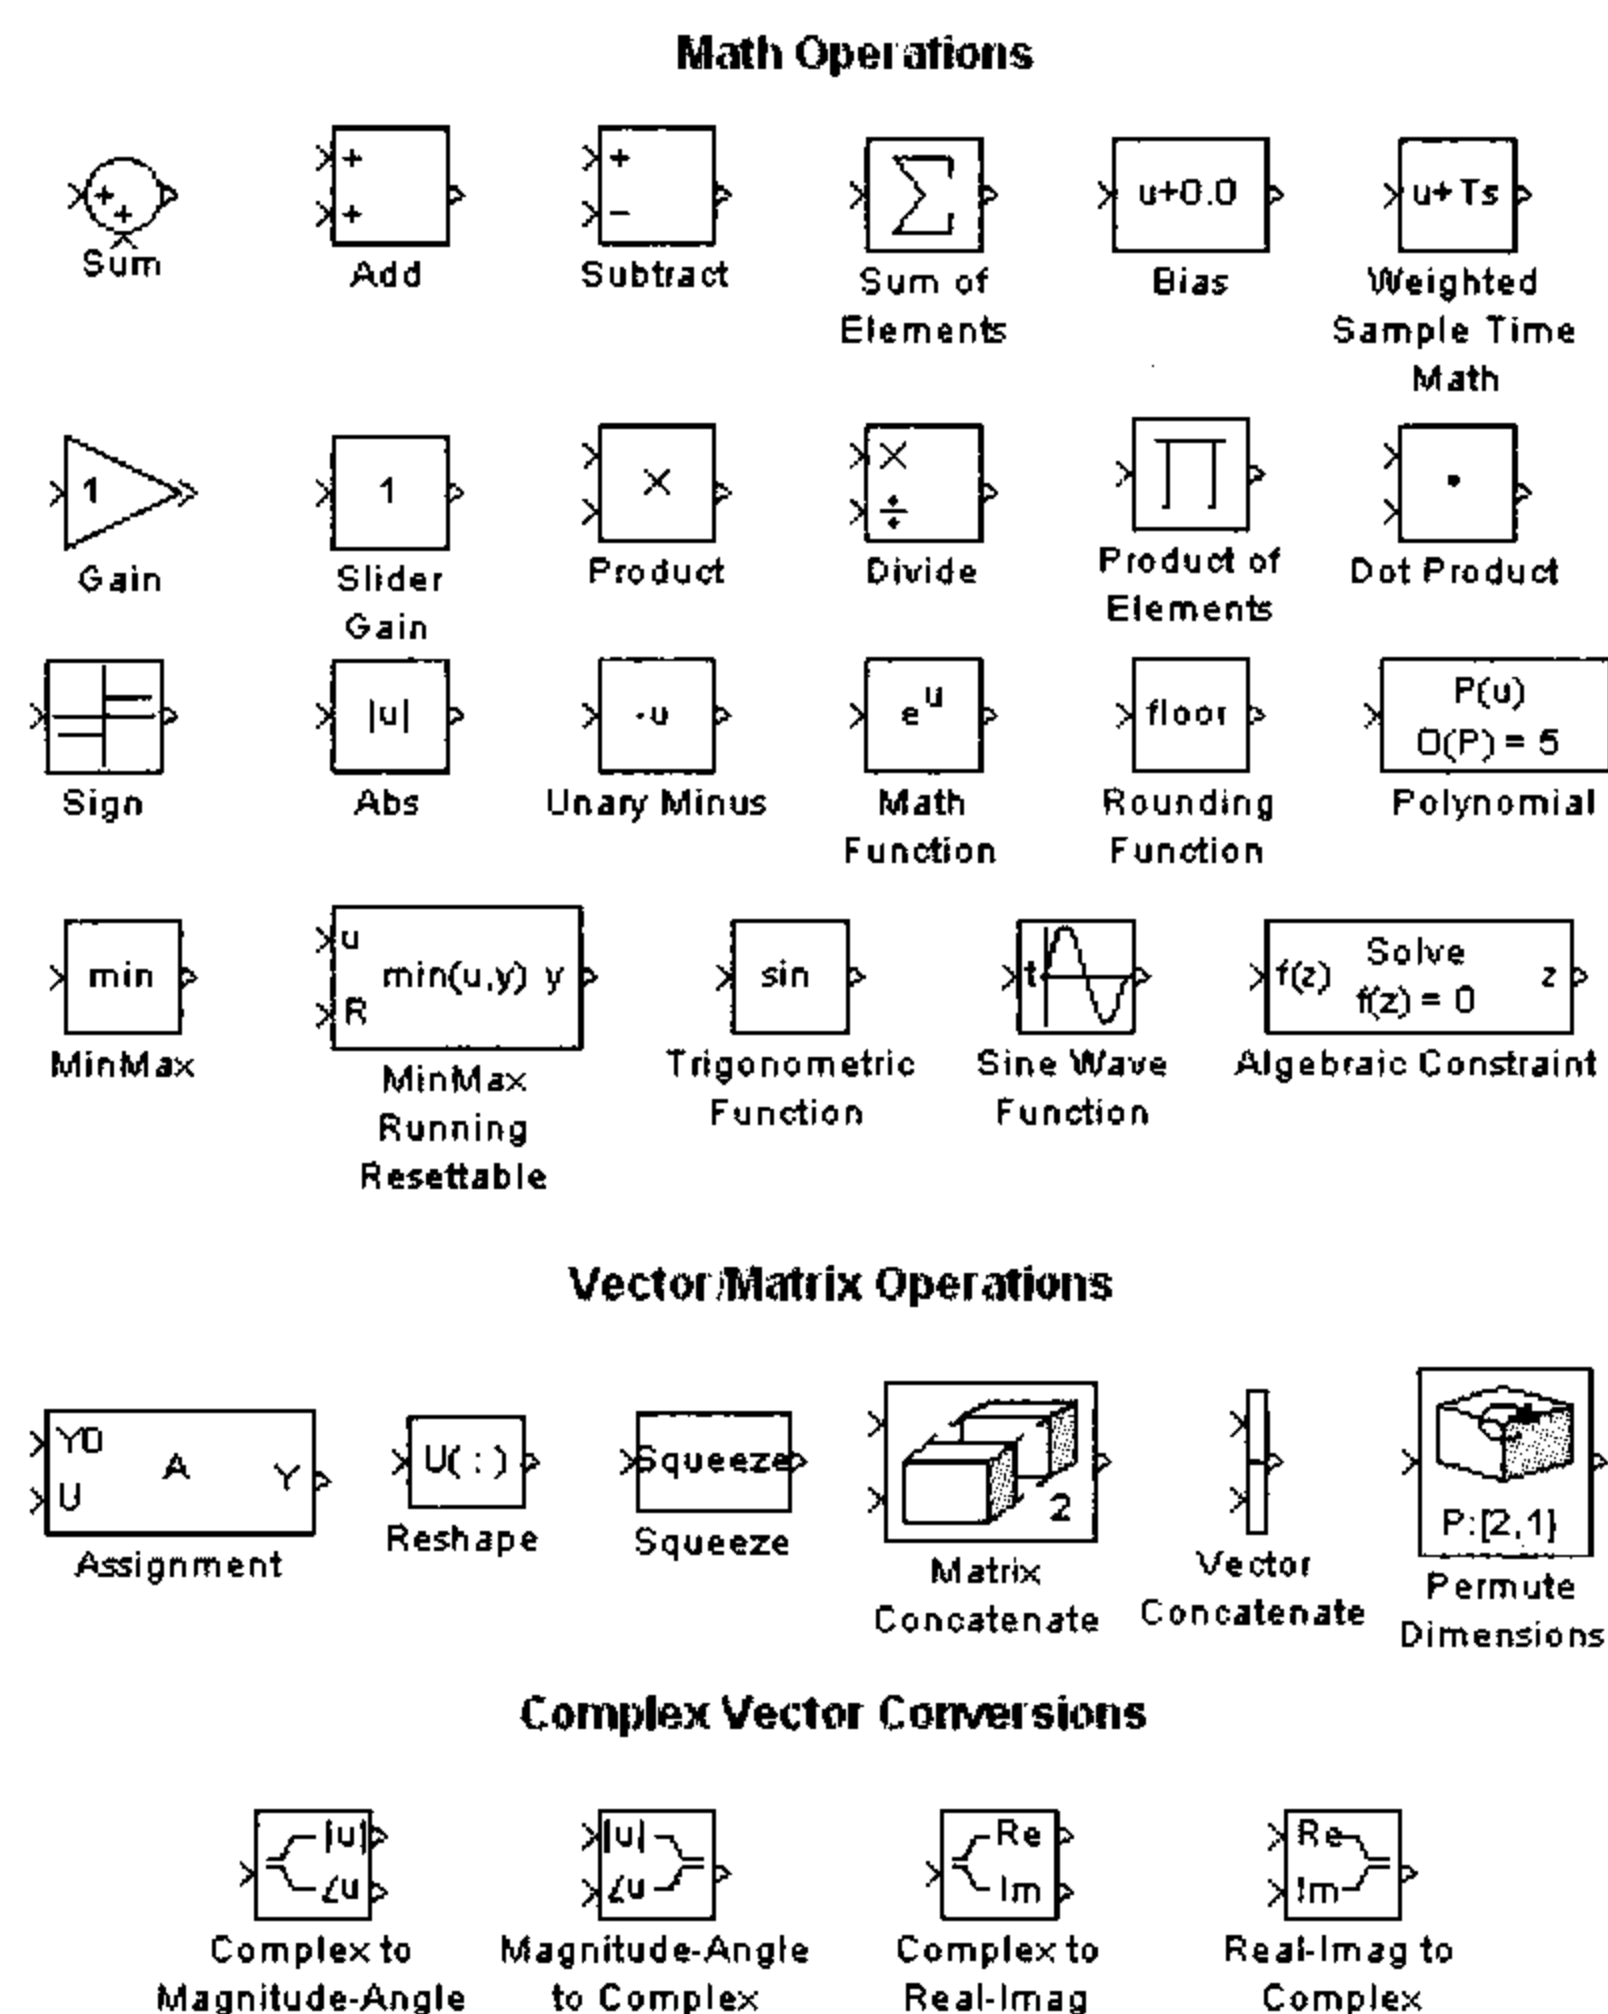 Math Operations
+
+
Sum
+
+
Add
+
−
Subtract
∑
Sum of
Elements
u+0.0
Bias
u+Ts
Weighted
Sample Time
Math
1
Gain
1
Slider
Gain
×
Product
×
÷
Divide
∏
Product of
Elements
•
Dot Product
Sign
|u|
Abs
-u
Unary Minus
e^u
Math
Function
floor
Rounding
Function
P(u)
O(P) = 5
Polynomial
min
MinMax
u
min(u,y) y
R
MinMax
Running
Resettable
sin
Trigonometric
Function
t
Sine Wave
Function
f(z) Solve z
f(z) = 0
Algebraic Constraint
Vector/Matrix Operations
Y0
A Y
U
Assignment
U( : )
Reshape
Squeeze
Squeeze
2
Matrix
Concatenate
Vector
Concatenate
P:[2,1]
Permute
Dimensions
Complex Vector Conversions
|u|
∠u
Complex to
Magnitude-Angle
|u|
∠u
Magnitude-Angle
to Complex
Re
Im
Complex to
Real-Imag
Re
Im
Real-Imag to
Complex